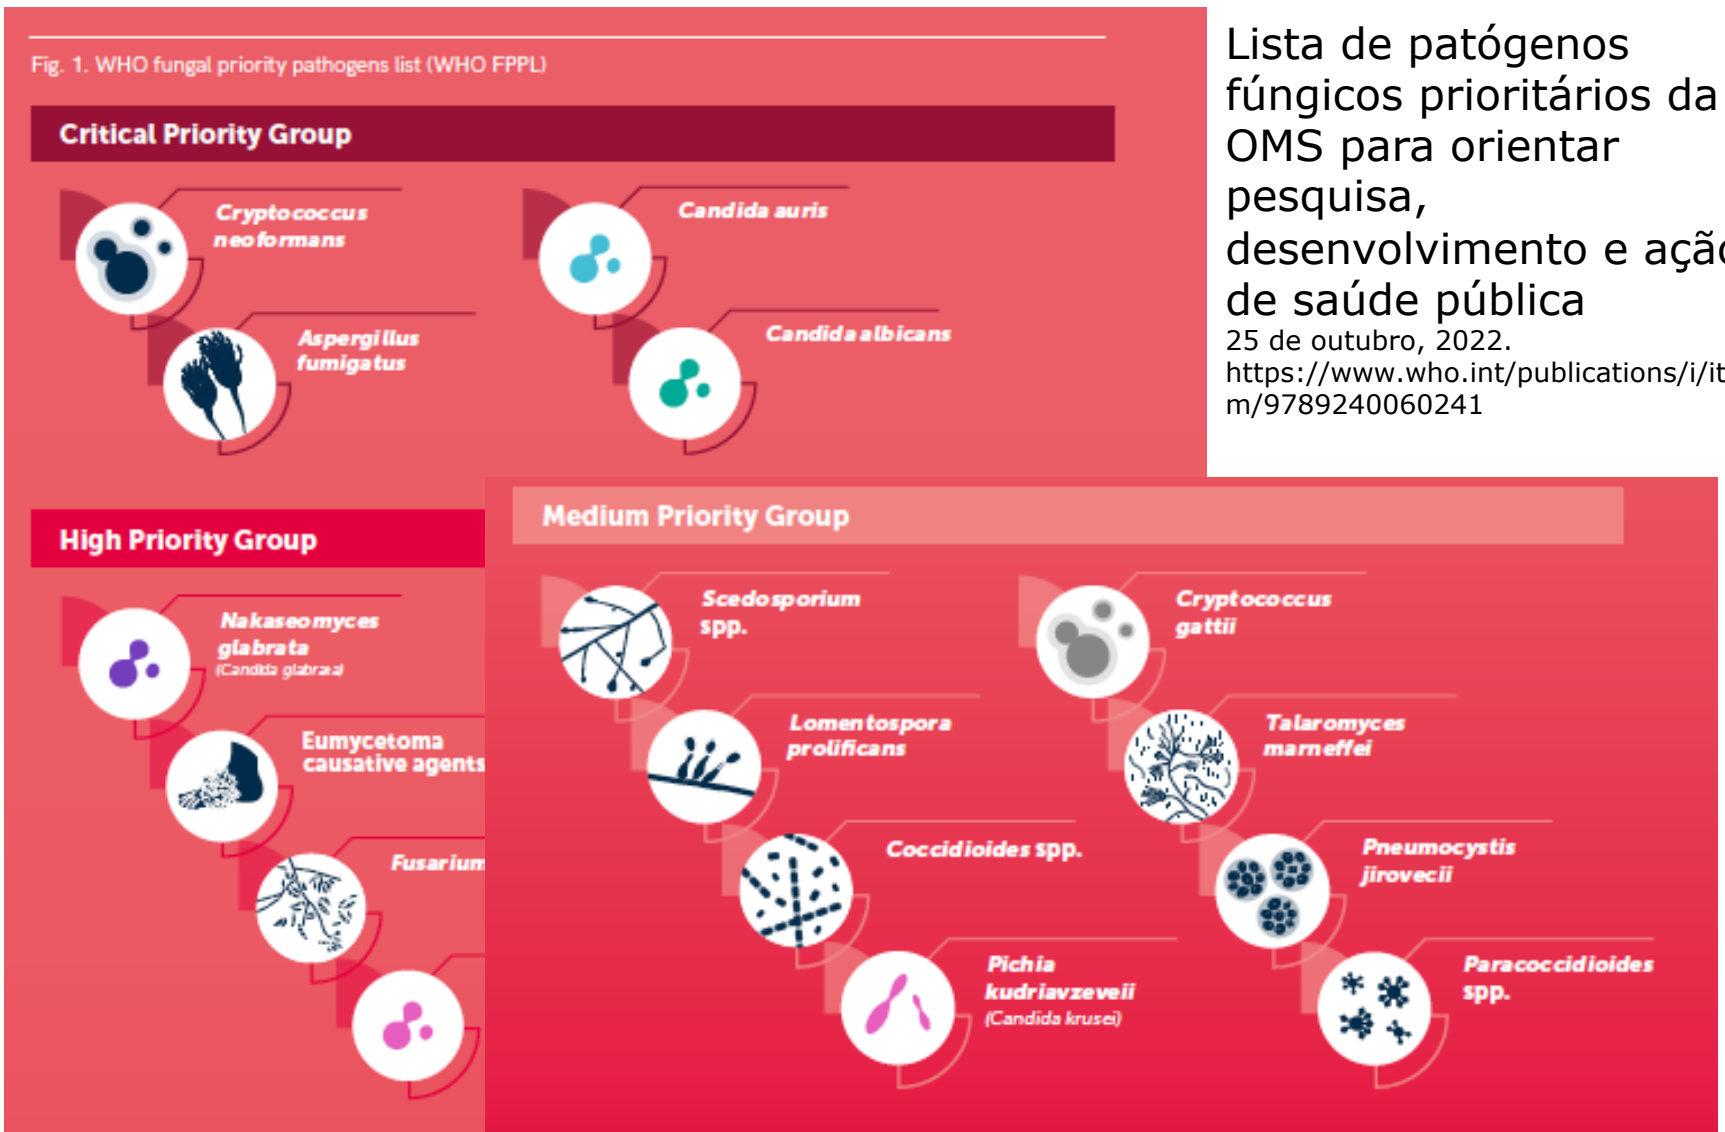 Fig. 1. WHO fungal priority pathogens list (WHO FPPL)
Critical Priority Group
Cryptococcus
neoformans
Aspergillus
fumigatus
Candida auris
Candida albicans
Lista de patógenos
fúngicos prioritários da
OMS para orientar
pesquisa,
desenvolvimento e ação
de saúde pública
25 de outubro, 2022.
https://www.who.int/publications/i/it
m/9789240060241
High Priority Group
Nakaseomyces
glabrata
(Candida glabrata)
Eumycetoma
causative agents
Fusarium
Medium Priority Group
Scedosporium
spp.
Lomentospora
prolificans
Coccidioides spp.
Pichia
kudriavzeveii
(Candida krusei)
Cryptococcus
gattii
Talaromyces
marneffei
Pneumocystis
jirovecii
Paracoccidioides
spp.